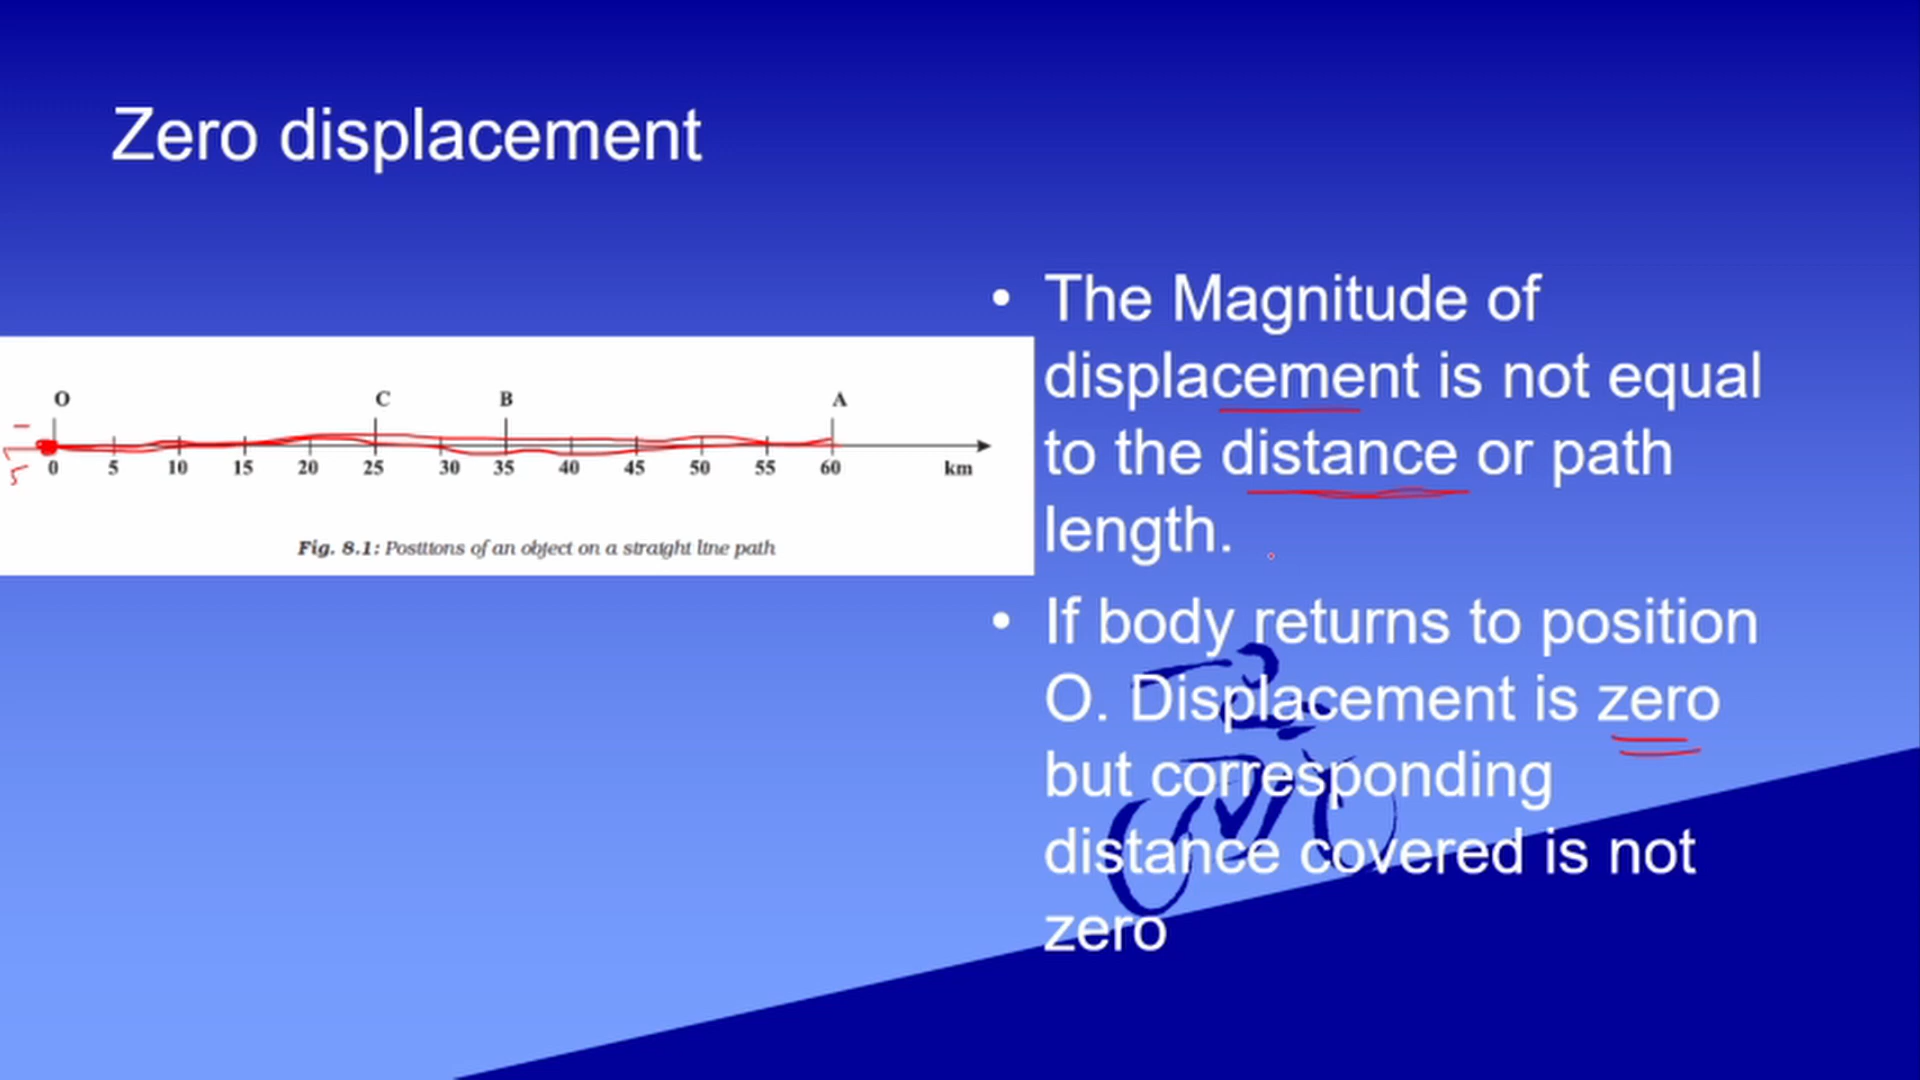 Zero displacement
O C B A
0 5 10 15 20 25 30 35 40 45 50 55 60 km
Fig. 8.1: Positions of an object on a straight line path
• The Magnitude of
displacement is not equal
to the distance or path
length.
• If body returns to position
O. Displacement is zero
but corresponding
distance covered is not
zero